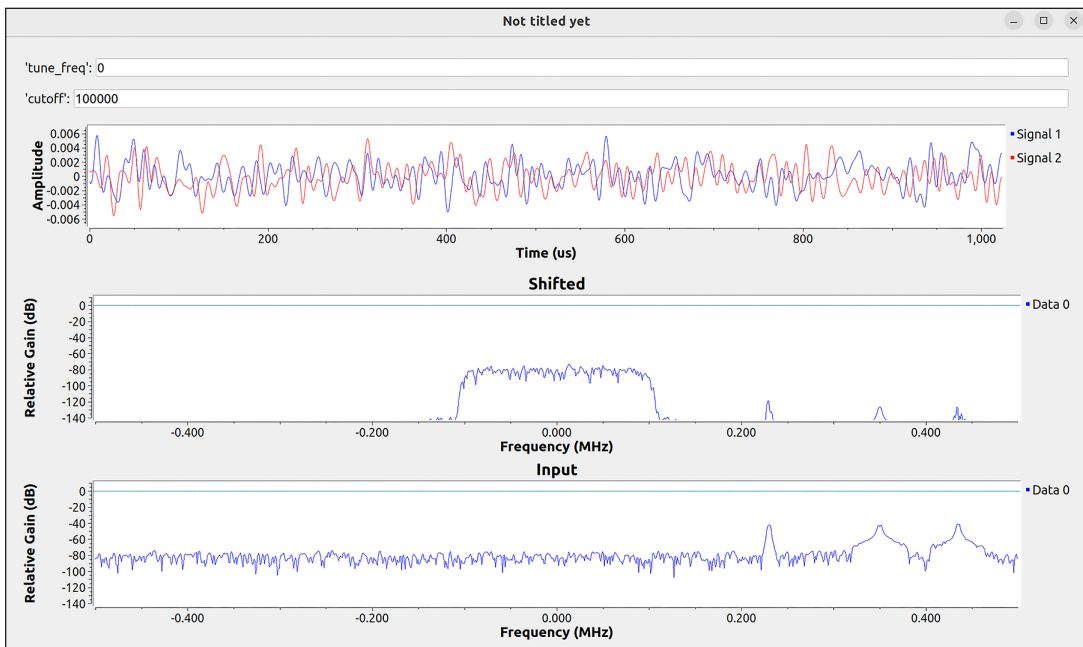 Not titled yet
'tune_freq': 0
'cutoff': 100000
Amplitude
0.006
0.004
0.002
0
-0.002
-0.004
-0.006
Signal 1
Signal 2
0 200 400 600 800 1,000
Time (us)
Shifted
Relative Gain (dB)
0
-20
-40
-60
-80
-100
-120
-140
Data 0
-0.400 -0.200 0.000 0.200 0.400
Frequency (MHz)
Input
Relative Gain (dB)
0
-20
-40
-60
-80
-100
-120
-140
Data 0
-0.400 -0.200 0.000 0.200 0.400
Frequency (MHz)